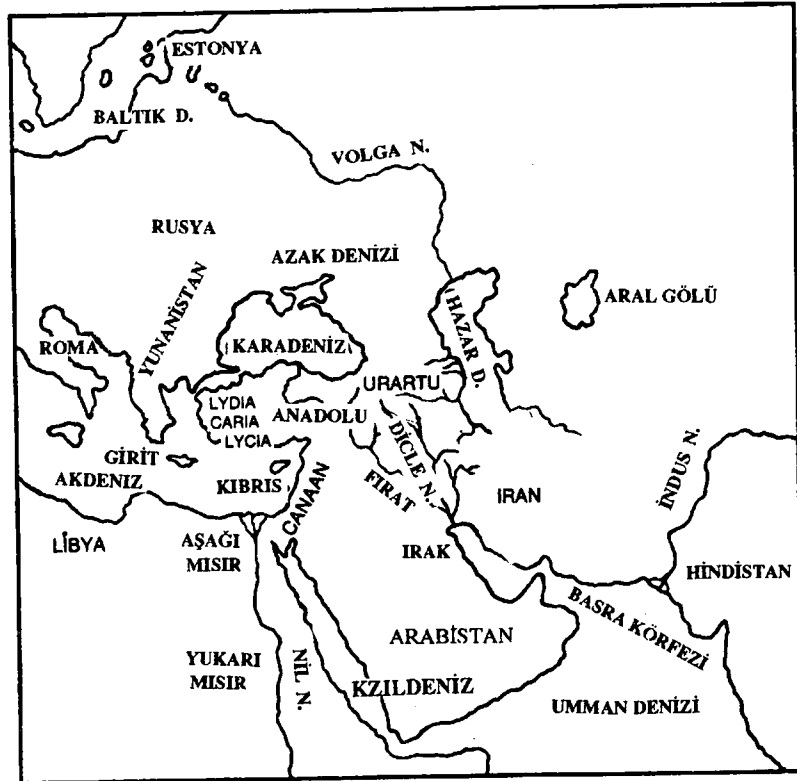 ESTONYA
BALTIK D.
VOLGA N.
RUSYA
AZAK DENİZİ
YUNANİSTAN
HAZAR D.
ARAL GÖLÜ
ROMA
KARADENİZ
URARTU
LYDIA
CARIA
LYCIA
ANADOLU
DİCLE N.
FIRAT
İNDUS N.
GİRİT
AKDENIZ
KIBRIS
CANAAN
IRAN
LİBYA
AŞAĞI
MISIR
IRAK
HİNDİSTAN
BASRA KÖRFEZİ
ARABİSTAN
YUKARI
MISIR
NİL N.
KZILDENİZ
UMMAN DENİZİ